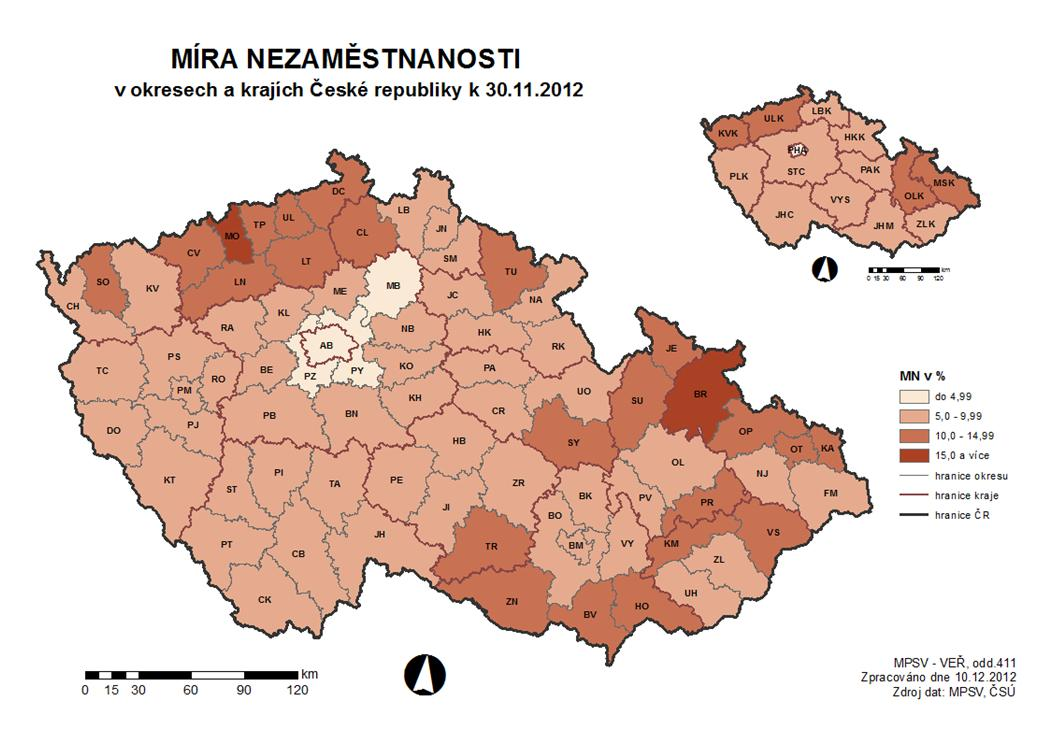 MÍRA NEZAMĚSTNANOSTI
v okresech a krajích České republiky k 30.11.2012
LBK
ULK
KVK
HKK
PHA
PLK
STC
PAK
MSK
OLK
VYS
JHC
JHM
ZLK
km
0 15 30 60 90 120
DC
LB
UL
TP
JN
MO
CL
CV
LT
SM
TU
SO
LN
KV
MB
ME
JC
NA
CH
KL
RA
NB
HK
AB
RK
JE
PS
TC
BE
PZ
PY
KO
PA
RO
PM
UO
SU
BR
KH
PB
BN
CR
PJ
DO
OP
HB
SY
OT
KA
OL
KT
PI
ST
TA
PE
ZR
NJ
FM
BK
PV
PR
JI
BO
VS
JH
PT
CB
TR
BM
VY
KM
ZL
CK
ZN
HO
UH
BV
MN v %
do 4,99
5,0 - 9,99
10,0 - 14,99
15,0 a více
hranice okresu
hranice kraje
hranice ČR
km
0 15 30 60 90 120
MPSV - VEŘ, odd.411
Zpracováno dne 10.12.2012
Zdroj dat: MPSV, ČSÚ